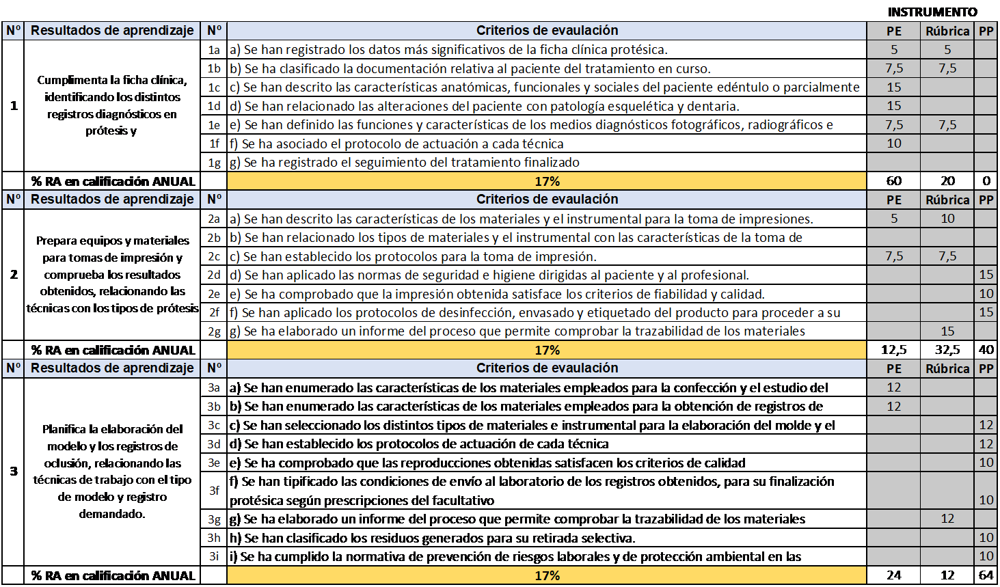 INSTRUMENTO
Nº Resultados de aprendizaje Nº Criterios de evaulación PE Rúbrica PP
1 Cumplimenta la ficha clínica, identificando los distintos registros diagnósticos en prótesis y
1a a) Se han registrado los datos más significativos de la ficha clínica protésica. 5 5
1b b) Se ha clasificado la documentación relativa al paciente del tratamiento en curso. 7,5 7,5
1c c) Se han descrito las características anatómicas, funcionales y sociales del paciente edéntulo o parcialmente 15
1d d) Se han relacionado las alteraciones del paciente con patología esquelética y dentaria. 15
1e e) Se han definido las funciones y características de los medios diagnósticos fotográficos, radiográficos e 7,5 7,5
1f f) Se ha asociado el protocolo de actuación a cada técnica 10
1g g) Se ha registrado el seguimiento del tratamiento finalizado
% RA en calificación ANUAL 17% 60 20 0
Nº Resultados de aprendizaje Nº Criterios de evaulación PE Rúbrica PP
2 Prepara equipos y materiales para tomas de impresión y comprueba los resultados obtenidos, relacionando las técnicas con los tipos de prótesis
2a a) Se han descrito las características de los materiales y el instrumental para la toma de impresiones. 5 10
2b b) Se han relacionado los tipos de materiales y el instrumental con las características de la toma de
2c c) Se han establecido los protocolos para la toma de impresión. 7,5 7,5
2d d) Se han aplicado las normas de seguridad e higiene dirigidas al paciente y al profesional. 15
2e e) Se ha comprobado que la impresión obtenida satisface los criterios de fiabilidad y calidad. 10
2f f) Se han aplicado los protocolos de desinfección, envasado y etiquetado del producto para proceder a su 15
2g g) Se ha elaborado un informe del proceso que permite comprobar la trazabilidad de los materiales 15
% RA en calificación ANUAL 17% 12,5 32,5 40
Nº Resultados de aprendizaje Nº Criterios de evaulación PE Rúbrica PP
3 Planifica la elaboración del modelo y los registros de oclusión, relacionando las técnicas de trabajo con el tipo de modelo y registro demandado.
3a a) Se han enumerado las características de los materiales empleados para la confección y el estudio del 12
3b b) Se han enumerado las características de los materiales empleados para la obtención de registros de 12
3c c) Se han seleccionado los distintos tipos de materiales e instrumental para la elaboración del molde y el 12
3d d) Se han establecido los protocolos de actuación de cada técnica 12
3e e) Se ha comprobado que las reproducciones obtenidas satisfacen los criterios de calidad 10
3f f) Se han tipificado las condiciones de envío al laboratorio de los registros obtenidos, para su finalización
protésica según prescripciones del facultativo 10
3g g) Se ha elaborado un informe del proceso que permite comprobar la trazabilidad de los materiales 12
3h h) Se han clasificado los residuos generados para su retirada selectiva. 10
3i i) Se ha cumplido la normativa de prevención de riesgos laborales y de protección ambiental en las 10
% RA en calificación ANUAL 17% 24 12 64